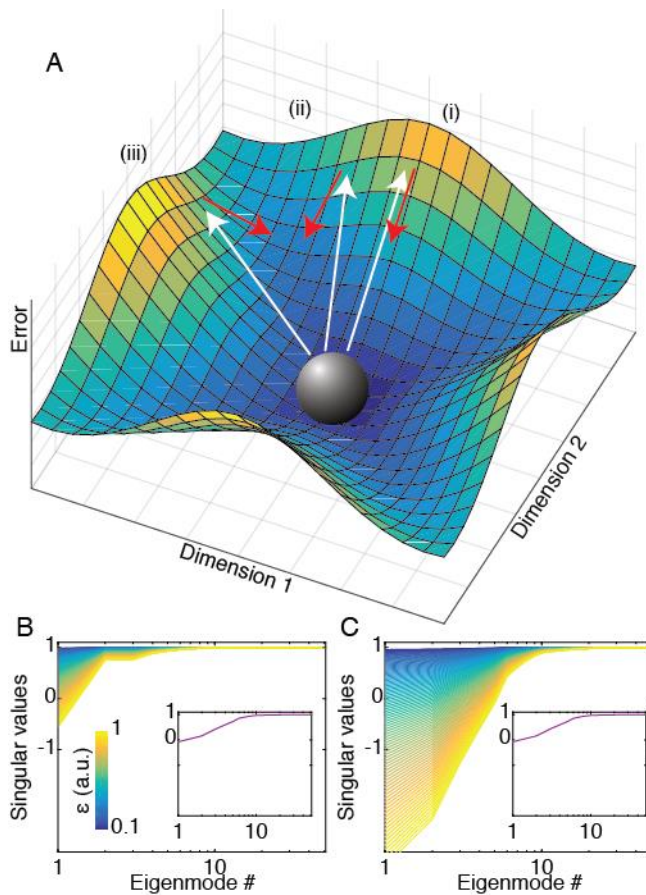 A
(i)
(ii)
(iii)
Error
Dimension 1
Dimension 2
B
Singular values
1
0
-1
ε (a.u.)
1
0.1
1
0
1
10
1
10
Eigenmode #
C
Singular values
1
0
-1
1
0
1
10
1
10
Eigenmode #